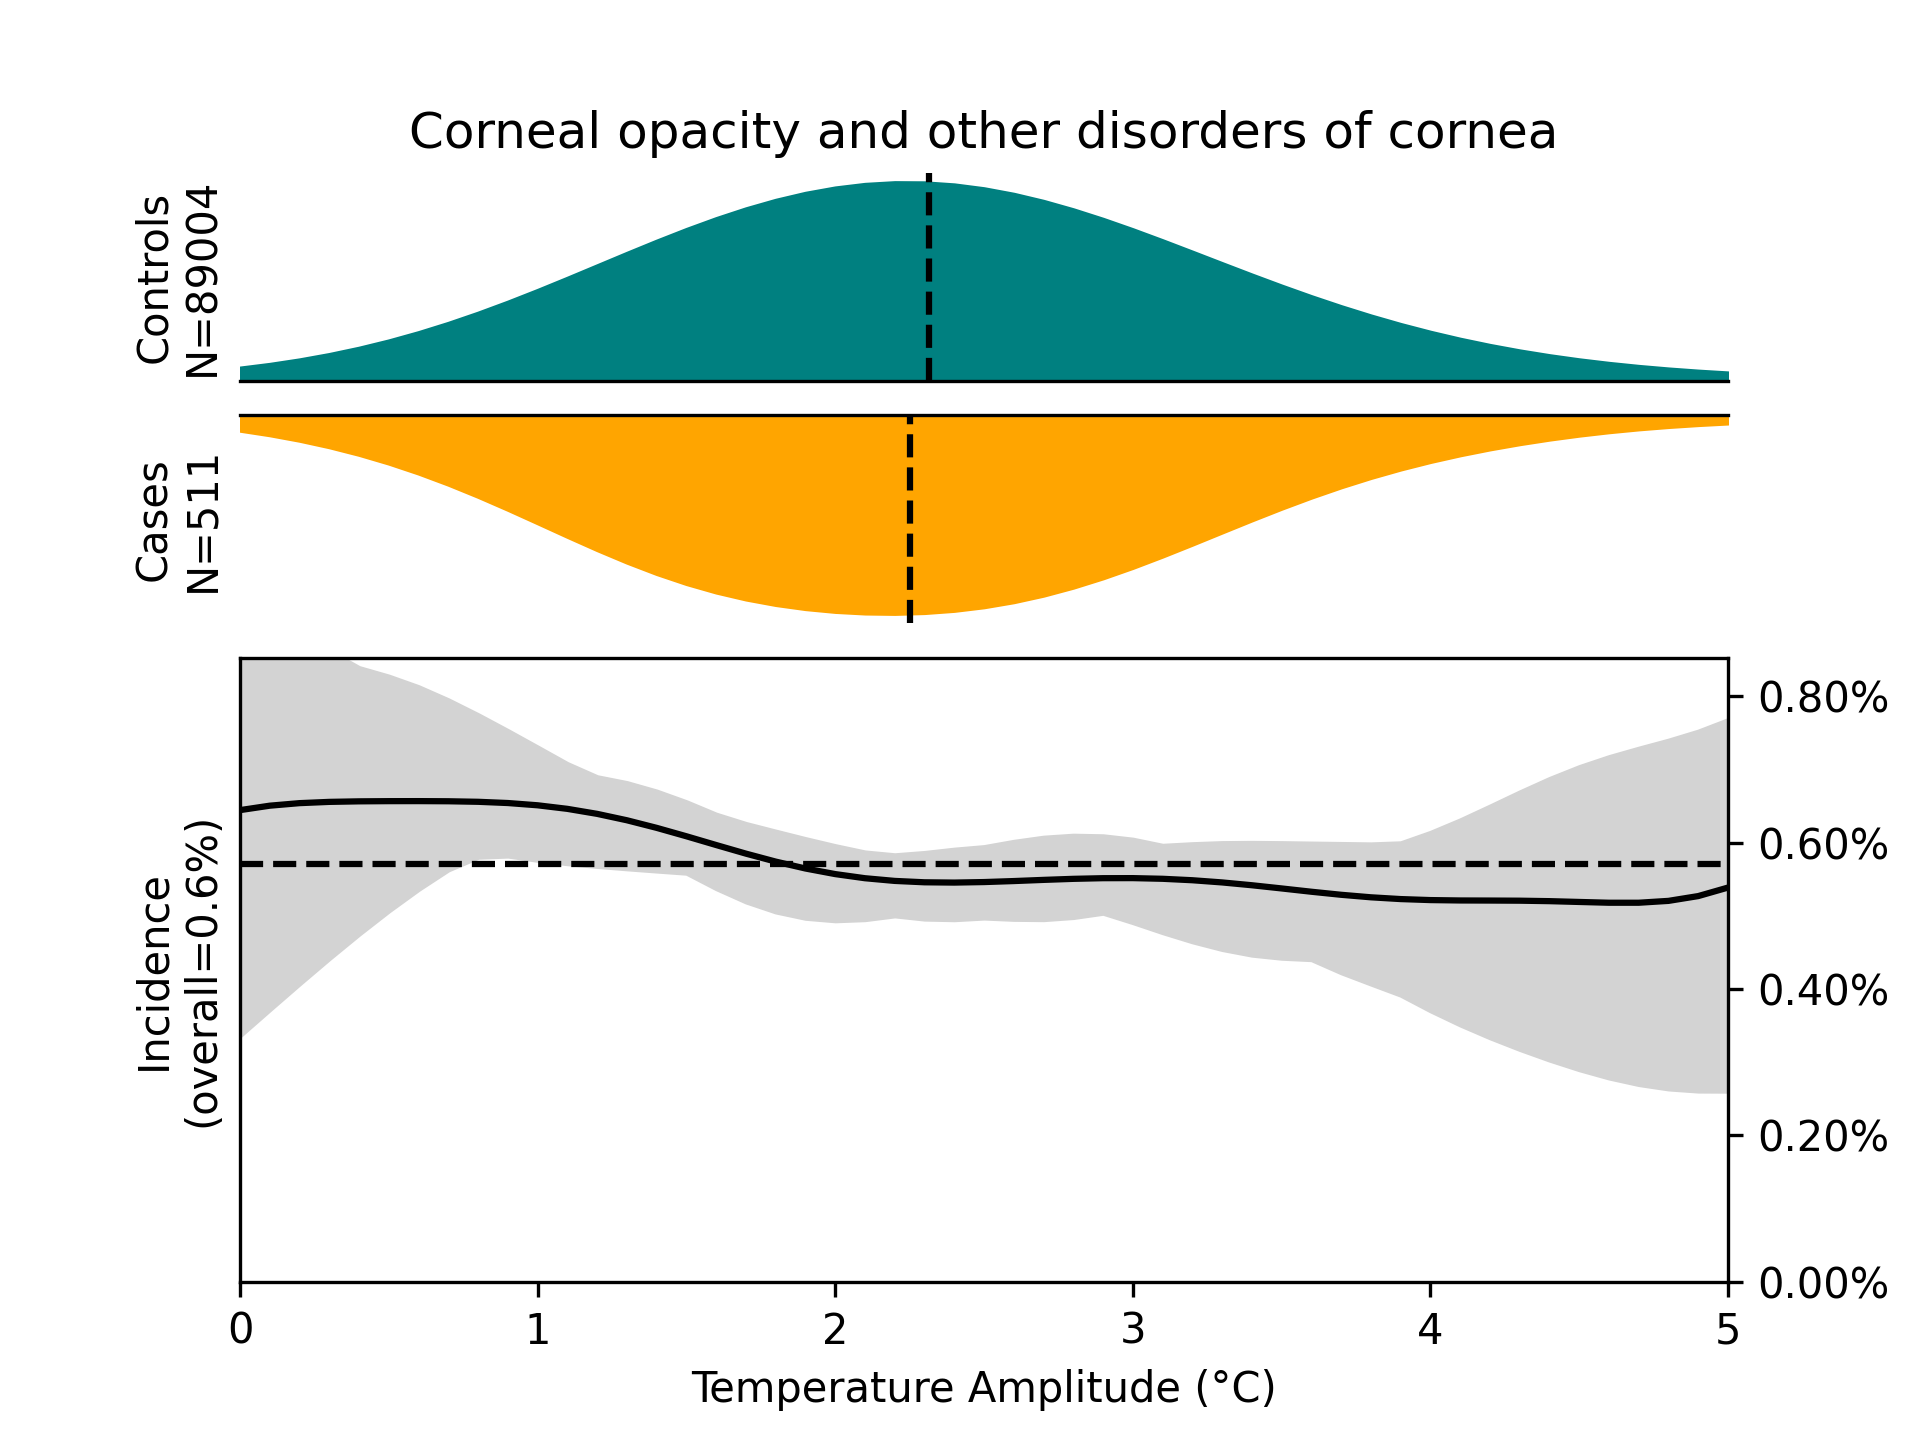 Corneal opacity and other disorders of cornea
Controls
N=89004
Cases
N=511
Incidence
(overall=0.6%)
0.80%
0.60%
0.40%
0.20%
0.00%
0 1 2 3 4 5
Temperature Amplitude (°C)